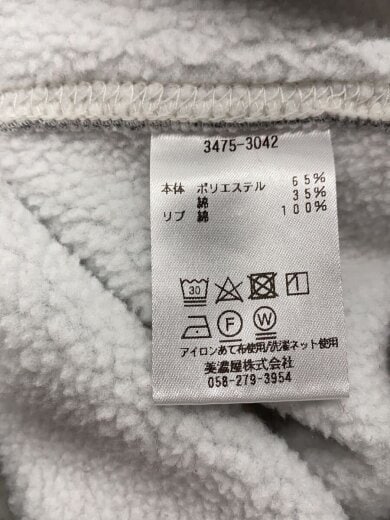 3475-3042
本体 ポリエステル 65%
綿 35%
リブ 綿 100%
30
F W
アイロンあて布使用/洗濯ネット使用
美濃屋株式会社
058-279-3954